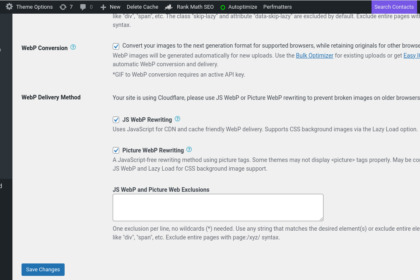 Theme Options 7 0 New Delete Cache Rank Math SEO Autoptimize Perfmatters Search Contacts
like "div", "span", etc. The class "skip-lazy" and attribute "data-skip-lazy" are excluded by default. Exclude entire pages with
syntax.
WebP Conversion Convert your images to the next generation format for supported browsers, while retaining originals for other browsers
WebP images will be generated automatically for new uploads. Use the Bulk Optimizer for existing uploads or get Easy
automatic WebP conversion and delivery.
*GIF to WebP conversion requires an active API key.
WebP Delivery Method Your site is using Cloudflare, please use JS WebP or Picture WebP rewriting to prevent broken images on older browsers
JS WebP Rewriting
Uses JavaScript for CDN and cache friendly WebP delivery. Supports CSS background images via the Lazy Load option.
Picture WebP Rewriting
A JavaScript-free rewriting method using picture tags. Some themes may not display <picture> tags properly. May be
JS WebP and Lazy Load for CSS background image support.
JS WebP and Picture Web Exclusions
One exclusion per line, no wildcards (*) needed. Use any string that matches the desired element(s) or exclude entire
like "div", "span", etc. Exclude entire pages with page:/xyz/ syntax.
Save Changes